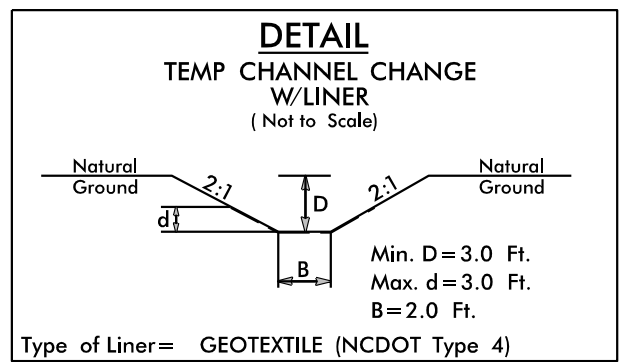 DETAIL
TEMP CHANNEL CHANGE
W/LINER
(Not to Scale)
Natural
Ground
2:1
2:1
Natural
Ground
d
D
B
Min. D=3.0 Ft.
Max. d=3.0 Ft.
B=2.0 Ft.
Type of Liner= GEOTEXTILE (NCDOT Type 4)